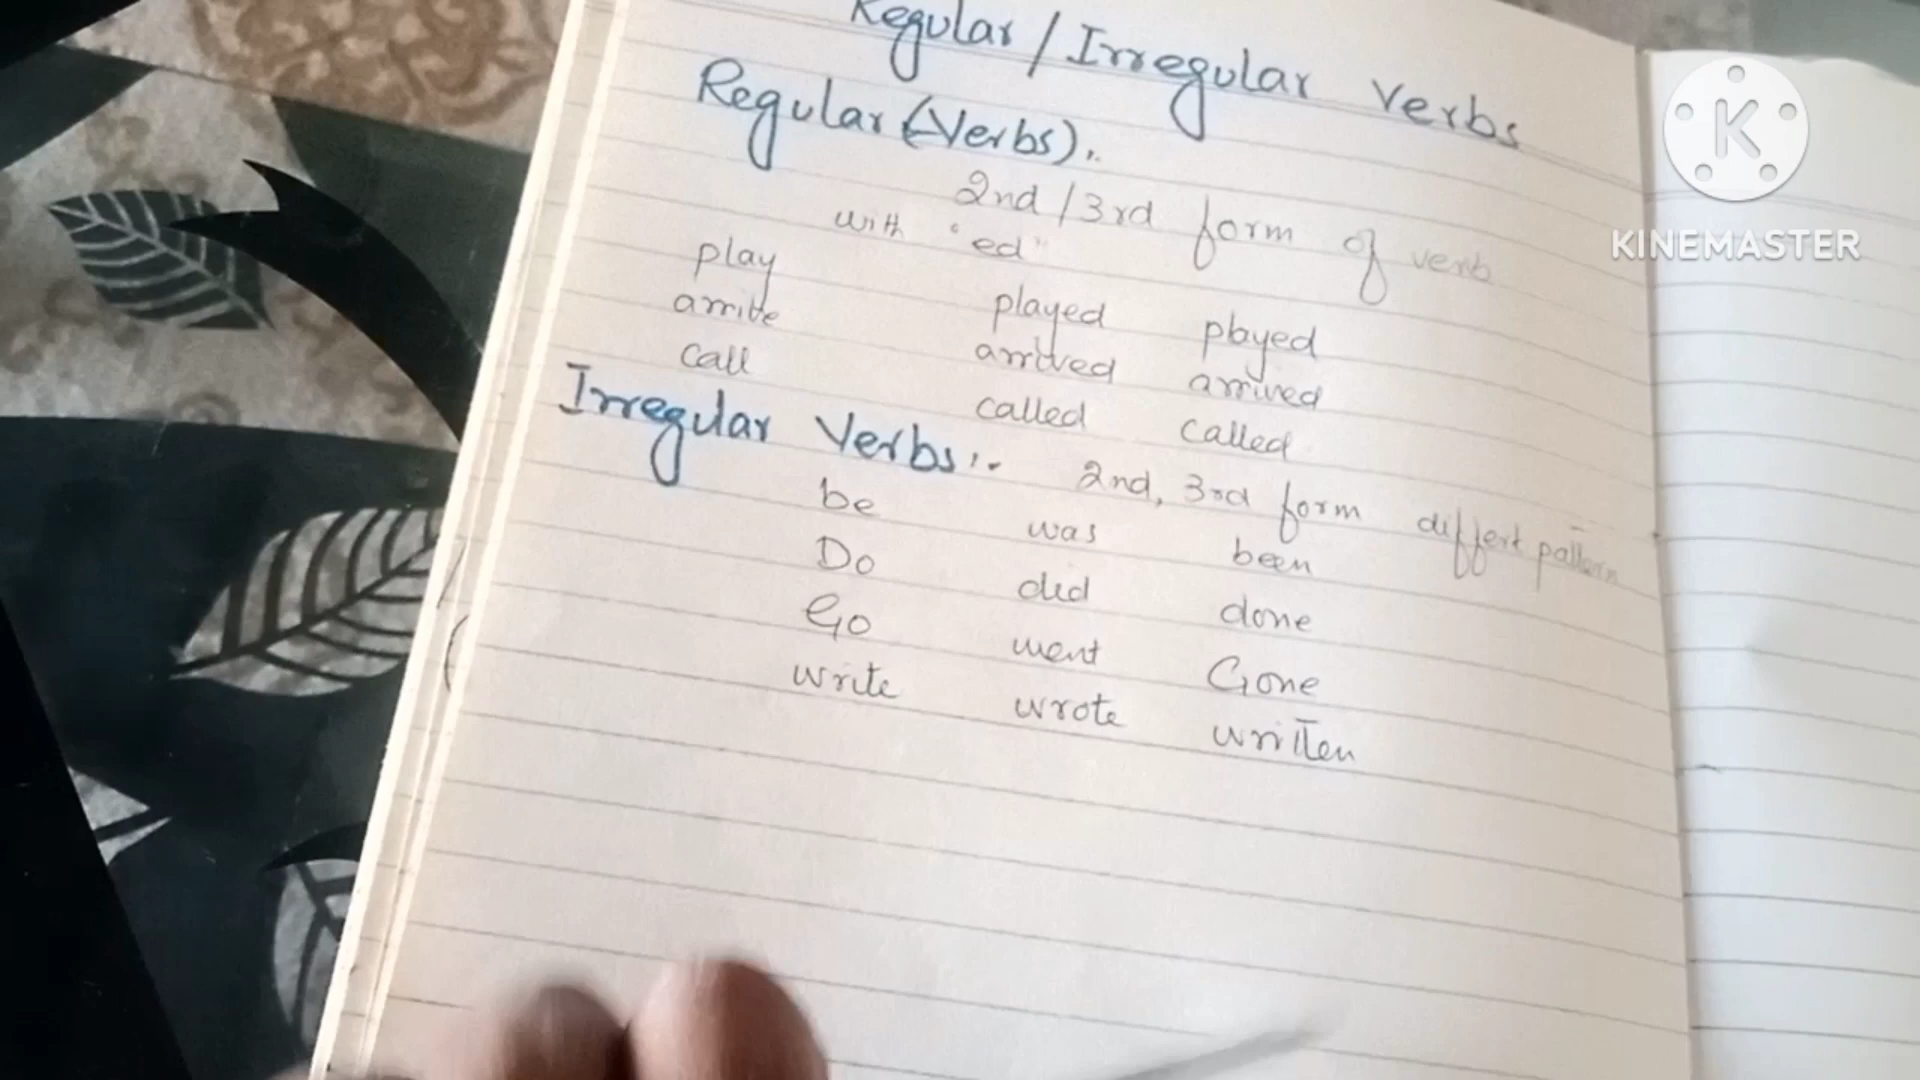 Regular / Irregular verbs
Regular (Verbs):
2nd / 3rd form of verb
with "ed"
play played played
arrive arrived arrived
call called called
Irregular Verbs:- 2nd, 3rd form differt pattern
be was been
Do did done
Go went Gone
write wrote written
KINEMASTER